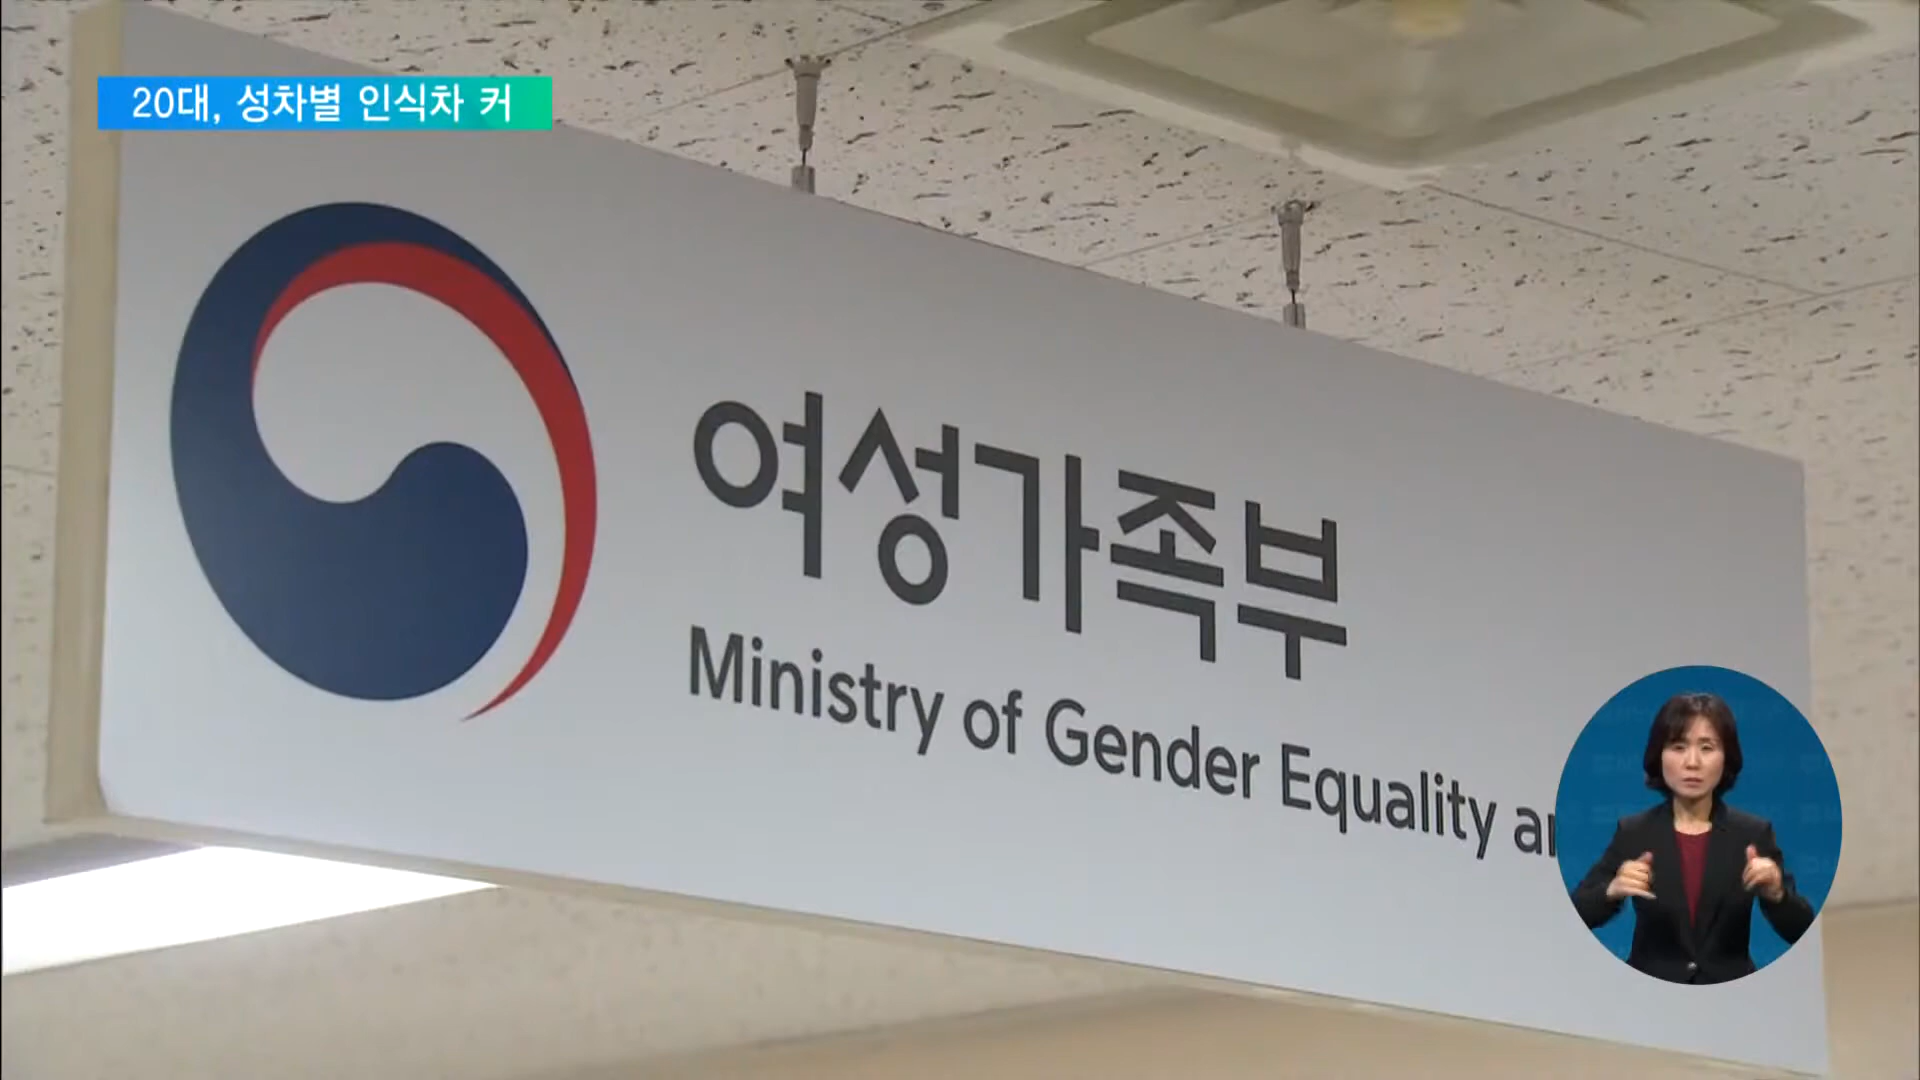 20대, 성차별 인식차 커
여성가족부
Ministry of Gender Equality